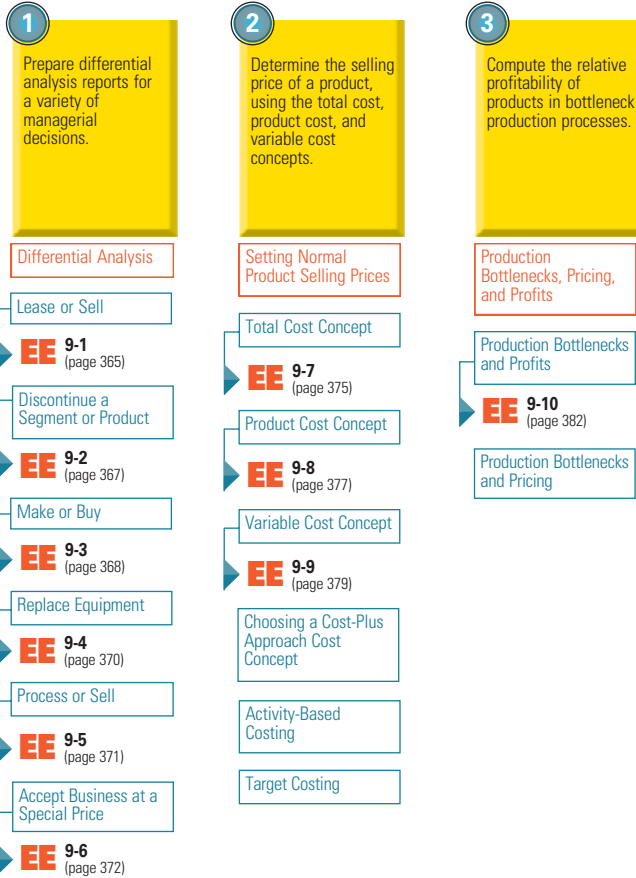 1
Prepare differential
analysis reports for
a variety of
managerial
decisions.
Differential Analysis
Lease or Sell
EE 9-1
(page 365)
Discontinue a
Segment or Product
EE 9-2
(page 367)
Make or Buy
EE 9-3
(page 368)
Replace Equipment
EE 9-4
(page 370)
Process or Sell
EE 9-5
(page 371)
Accept Business at a
Special Price
EE 9-6
(page 372)
2
Determine the selling
price of a product,
using the total cost,
product cost, and
variable cost
concepts.
Setting Normal
Product Selling Prices
Total Cost Concept
EE 9-7
(page 375)
Product Cost Concept
EE 9-8
(page 377)
Variable Cost Concept
EE 9-9
(page 379)
Choosing a Cost-Plus
Approach Cost
Concept
Activity-Based
Costing
Target Costing
3
Compute the relative
profitability of
products in bottleneck
production processes.
Production
Bottlenecks, Pricing,
and Profits
Production Bottlenecks
and Profits
EE 9-10
(page 382)
Production Bottlenecks
and Pricing